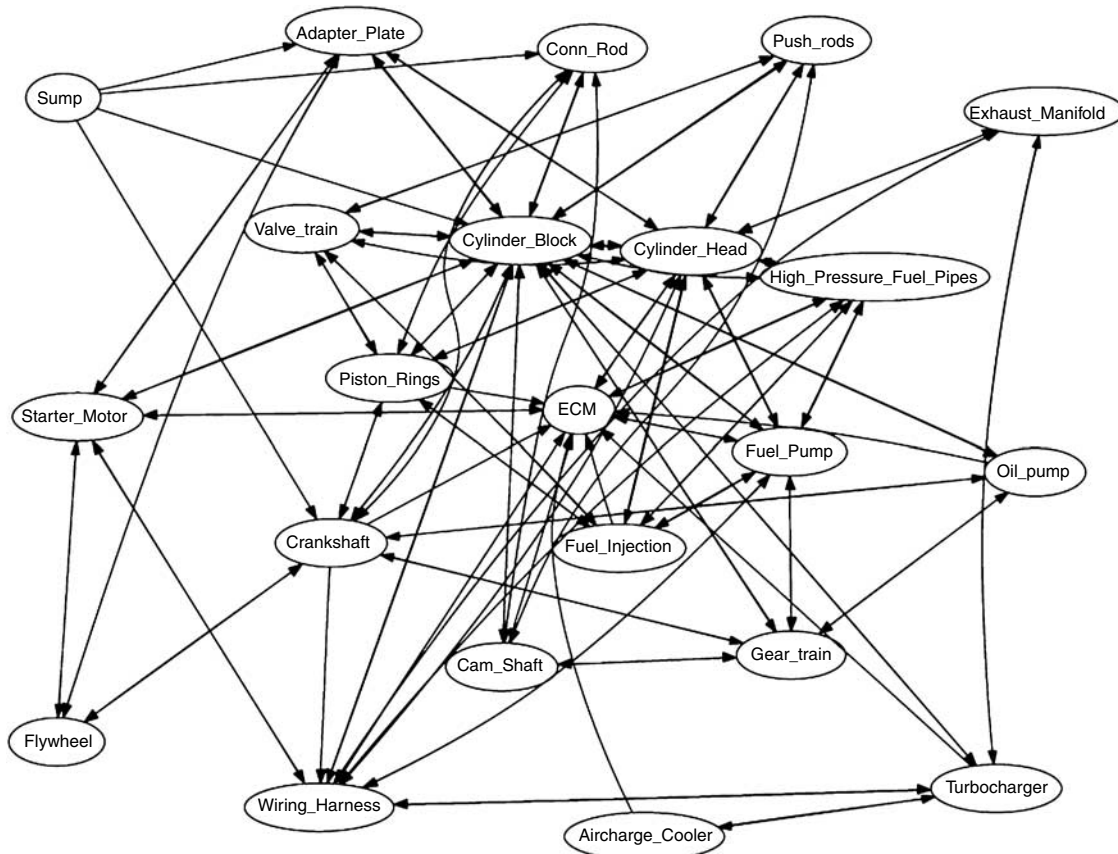 Adapter_Plate
Conn_Rod
Push_rods
Sump
Exhaust_Manifold
Valve_train
Cylinder_Block
Cylinder_Head
High_Pressure_Fuel_Pipes
Piston_Rings
ECM
Starter_Motor
Fuel_Pump
Oil_pump
Crankshaft
Fuel_Injection
Cam_Shaft
Gear_train
Flywheel
Wiring_Harness
Turbocharger
Aircharge_Cooler